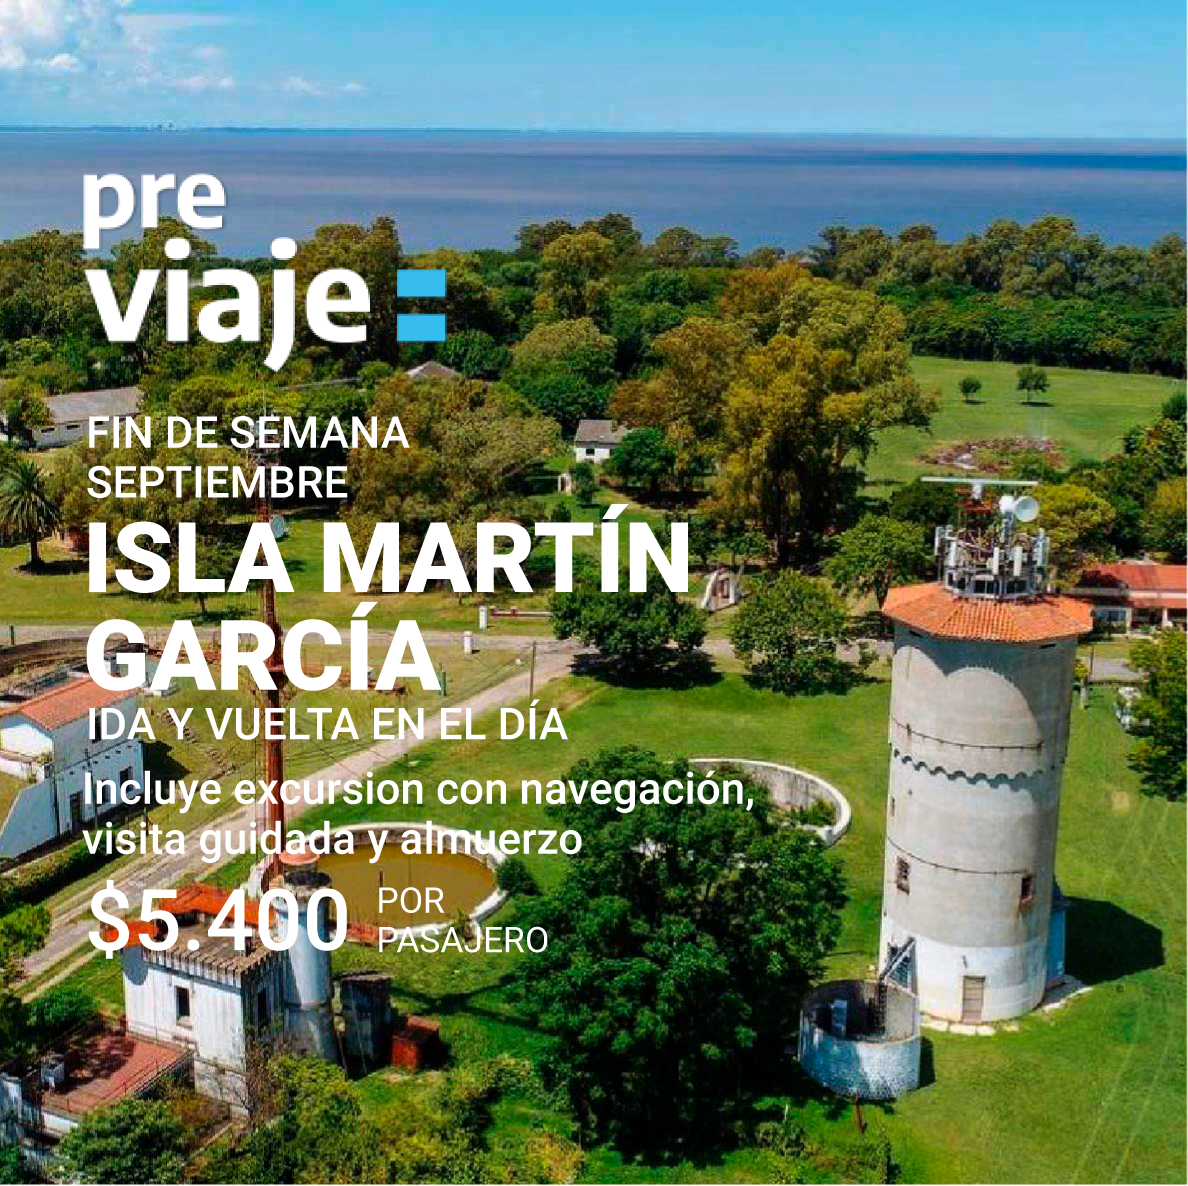 pre
viaje
FIN DE SEMANA
SEPTIEMBRE
ISLA MARTÍN
GARCÍA
IDA Y VUELTA EN EL DÍA
Incluye excursion con navegación,
visita guidada y almuerzo
$5.400 POR
PASAJERO